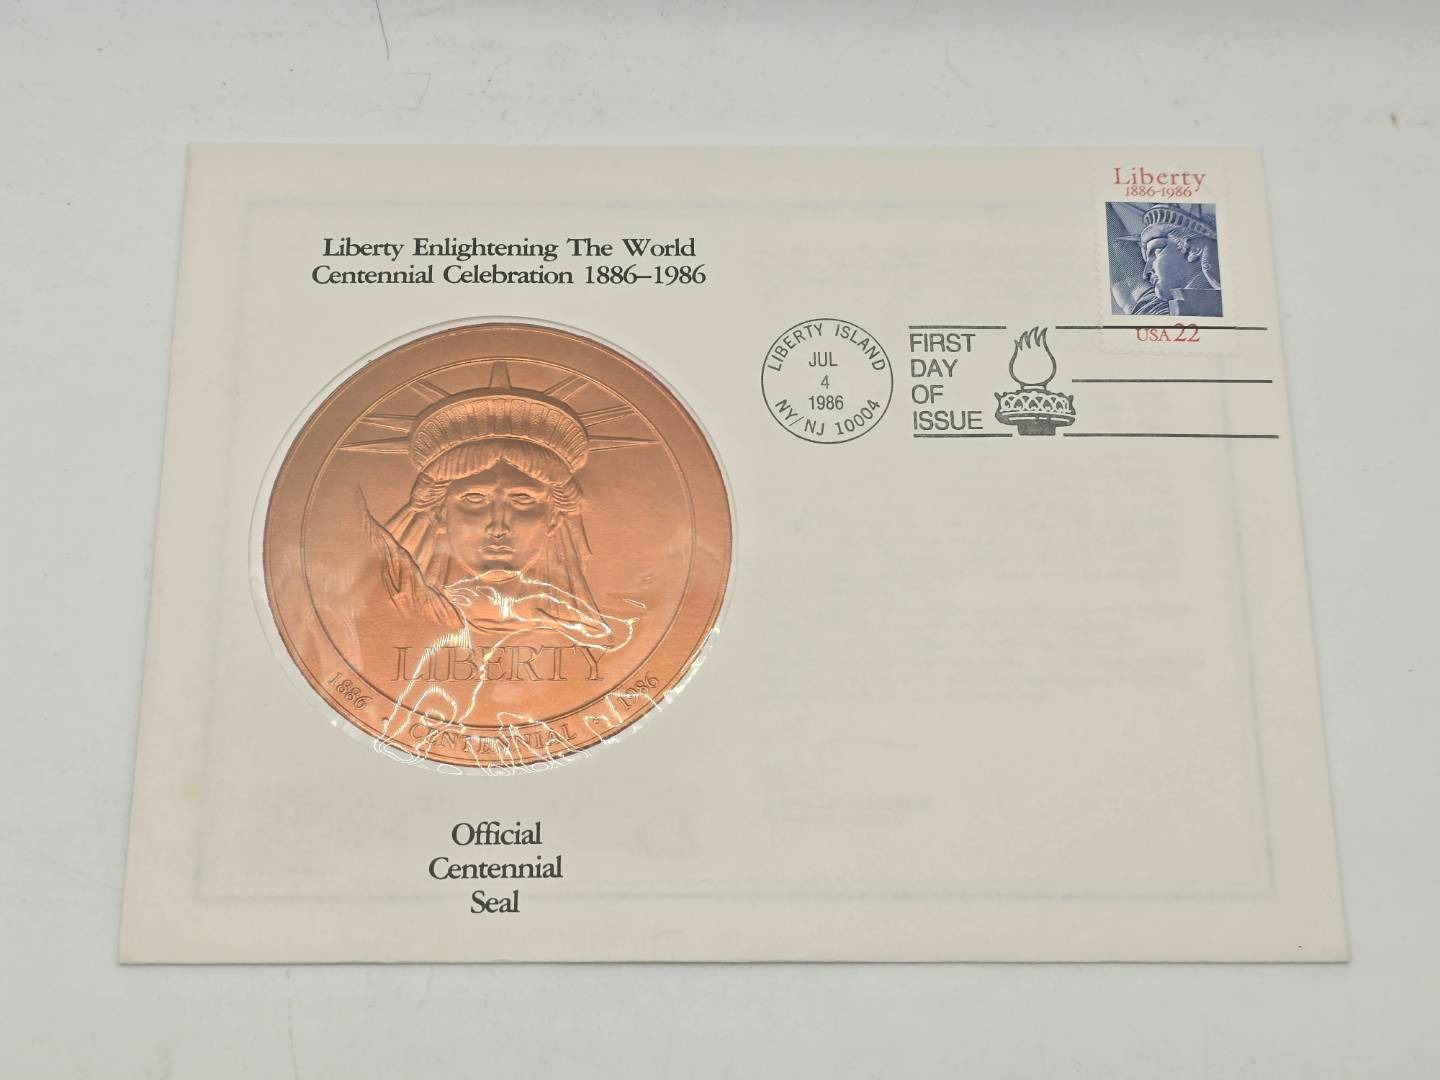 Liberty Enlightening The World
Centennial Celebration 1886–1986
LIBERTY
1886 · CENTENNIAL · 1986
Official
Centennial
Seal
Liberty
1886-1986
USA 22
LIBERTY ISLAND
JUL
4
1986
NY/NJ 10004
FIRST
DAY
OF
ISSUE